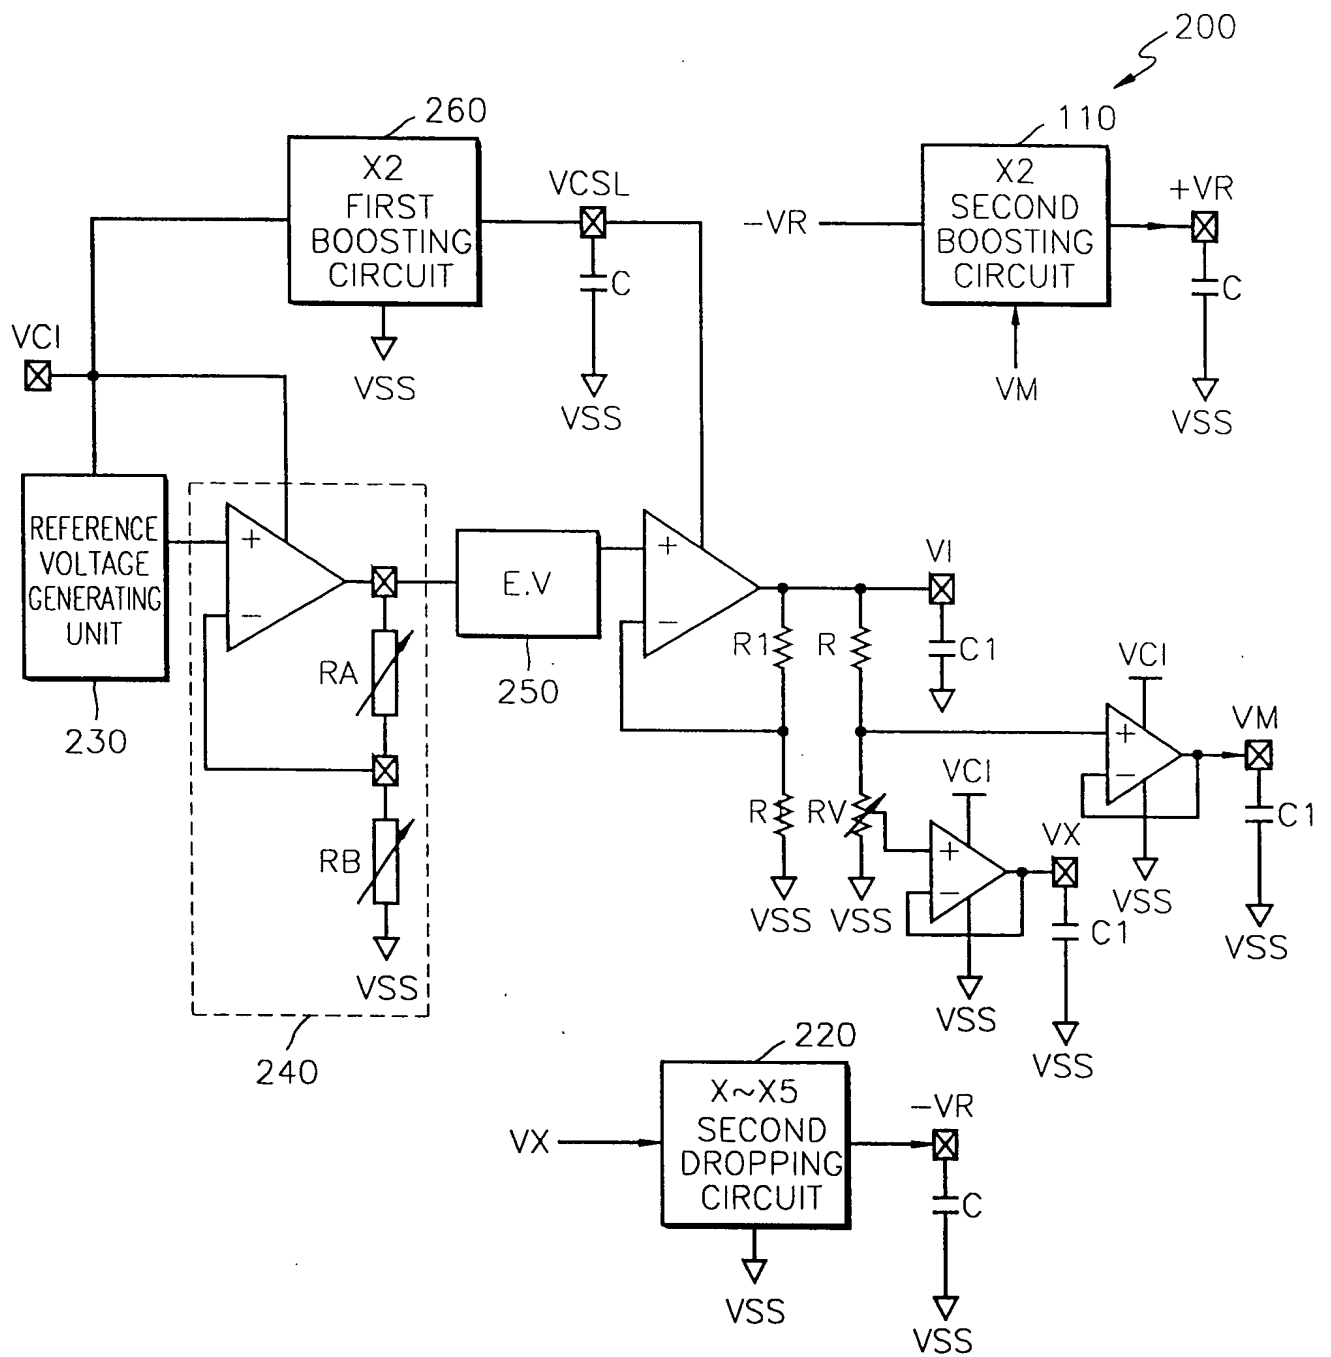 200
260
X2
FIRST
BOOSTING
CIRCUIT
VSS
VCSL
C
VSS
110
X2
SECOND
BOOSTING
CIRCUIT
-VR
VM
+VR
C
VSS
VCI
REFERENCE
VOLTAGE
GENERATING
UNIT
230
+
−
RA
RB
VSS
240
E.V
250
+
−
R1
R
R
RV
VSS
VSS
VI
C1
VCI
+
−
VSS
VX
C1
VSS
VCI
+
−
VSS
VM
C1
VSS
220
VX
X~X5
SECOND
DROPPING
CIRCUIT
VSS
-VR
C
VSS